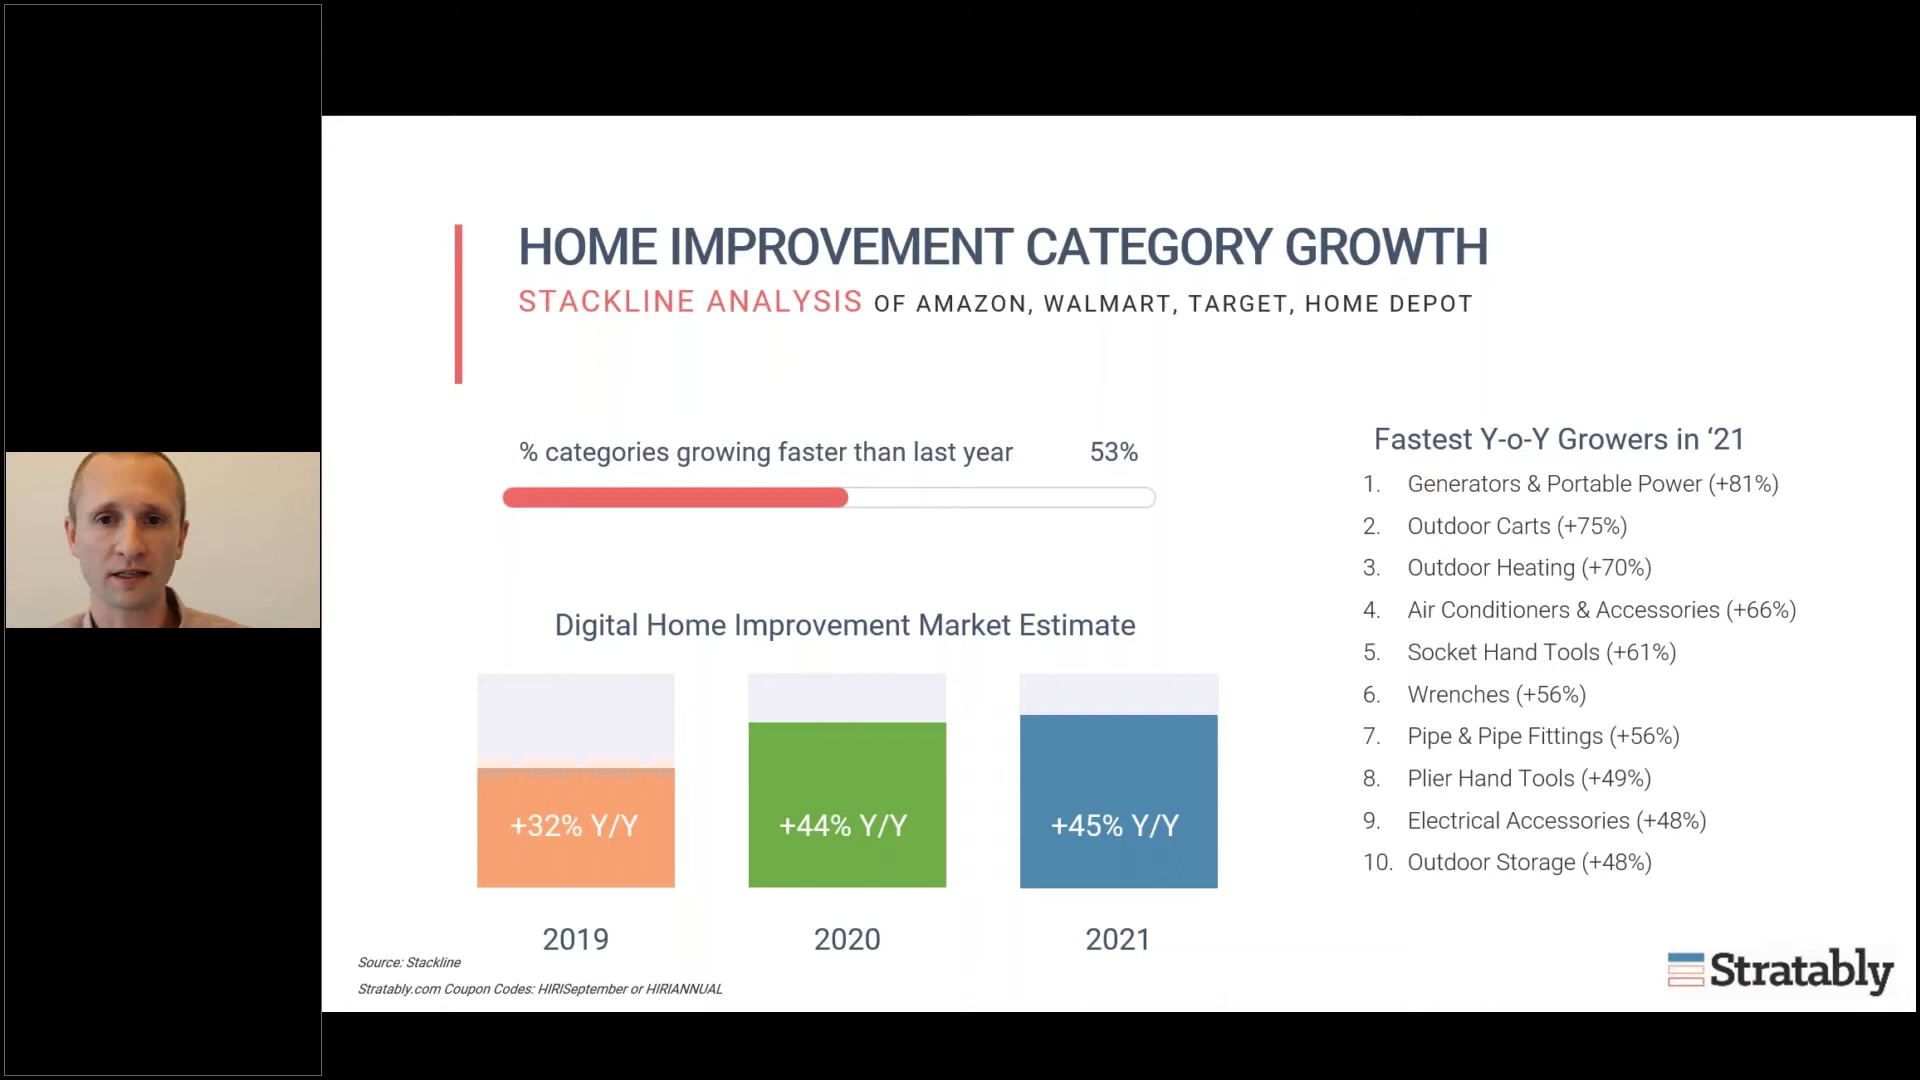 HOME IMPROVEMENT CATEGORY GROWTH
STACKLINE ANALYSIS OF AMAZON, WALMART, TARGET, HOME DEPOT
% categories growing faster than last year 53%
Digital Home Improvement Market Estimate
+32% Y/Y +44% Y/Y +45% Y/Y
2019 2020 2021
Fastest Y-o-Y Growers in ‘21
1. Generators & Portable Power (+81%)
2. Outdoor Carts (+75%)
3. Outdoor Heating (+70%)
4. Air Conditioners & Accessories (+66%)
5. Socket Hand Tools (+61%)
6. Wrenches (+56%)
7. Pipe & Pipe Fittings (+56%)
8. Plier Hand Tools (+49%)
9. Electrical Accessories (+48%)
10. Outdoor Storage (+48%)
Source: Stackline
Stratably.com Coupon Codes: HIRISeptember or HIRIANNUAL
Stratably